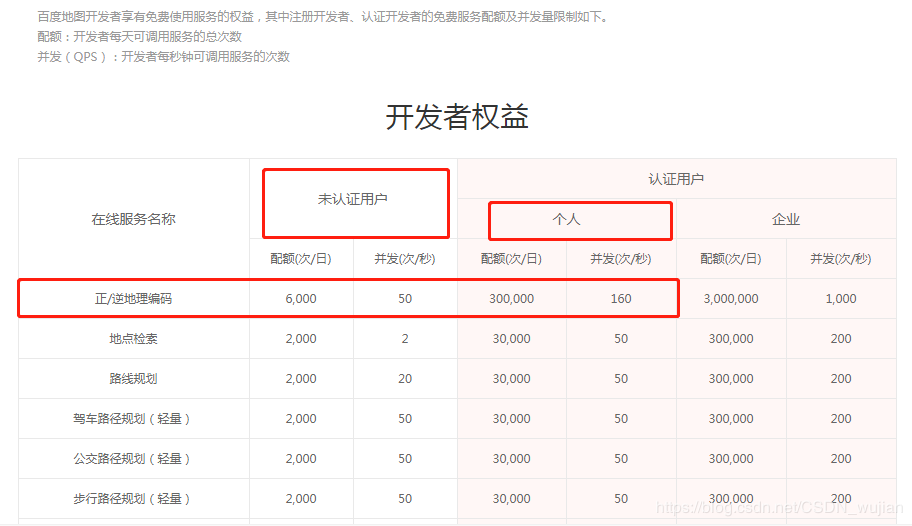 百度地图开发者享有免费使用服务的权益，其中注册开发者、认证开发者的免费服务配额及并发量限制如下。
配额：开发者每天可调用服务的总次数
并发（QPS）：开发者每秒钟可调用服务的次数
开发者权益
在线服务名称 未认证用户 认证用户
个人 企业
配额(次/日) 并发(次/秒) 配额(次/日) 并发(次/秒) 配额(次/日) 并发(次/秒)
正/逆地理编码 6,000 50 300,000 160 3,000,000 1,000
地点检索 2,000 2 30,000 50 300,000 200
路线规划 2,000 20 30,000 50 300,000 200
驾车路径规划（轻量） 2,000 50 30,000 50 300,000 200
公交路径规划（轻量） 2,000 50 30,000 50 300,000 200
步行路径规划（轻量） 2,000 50 30,000 50 300,000 200
https://blog.csdn.net/CSDN_wujian